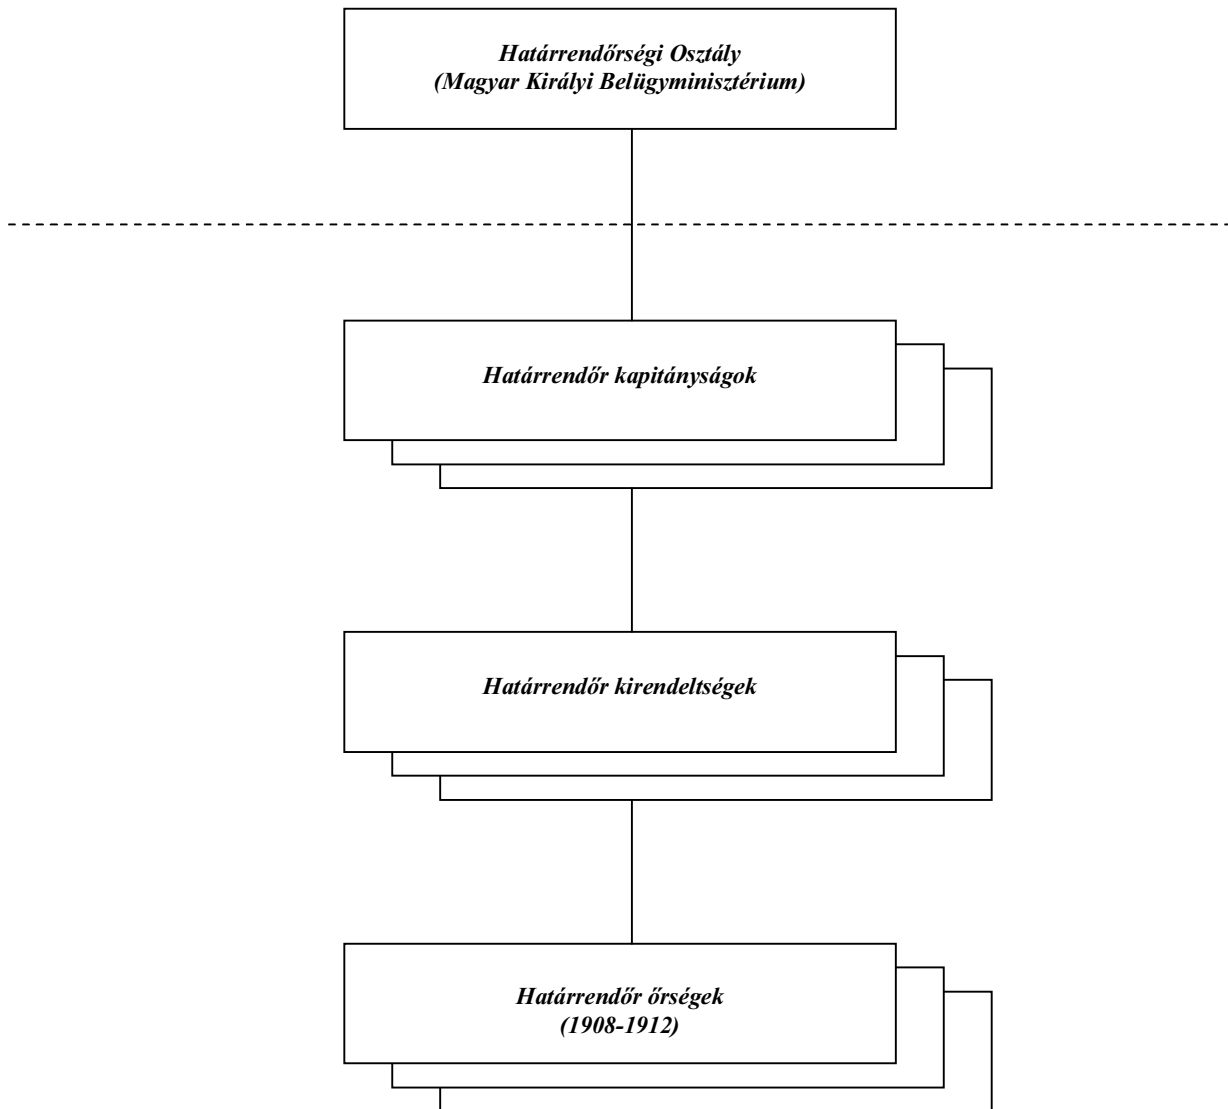 Határrendőrségi Osztály
(Magyar Királyi Belügyminisztérium)
Határrendőr kapitányságok
Határrendőr kirendeltségek
Határrendőr őrségek
(1908-1912)